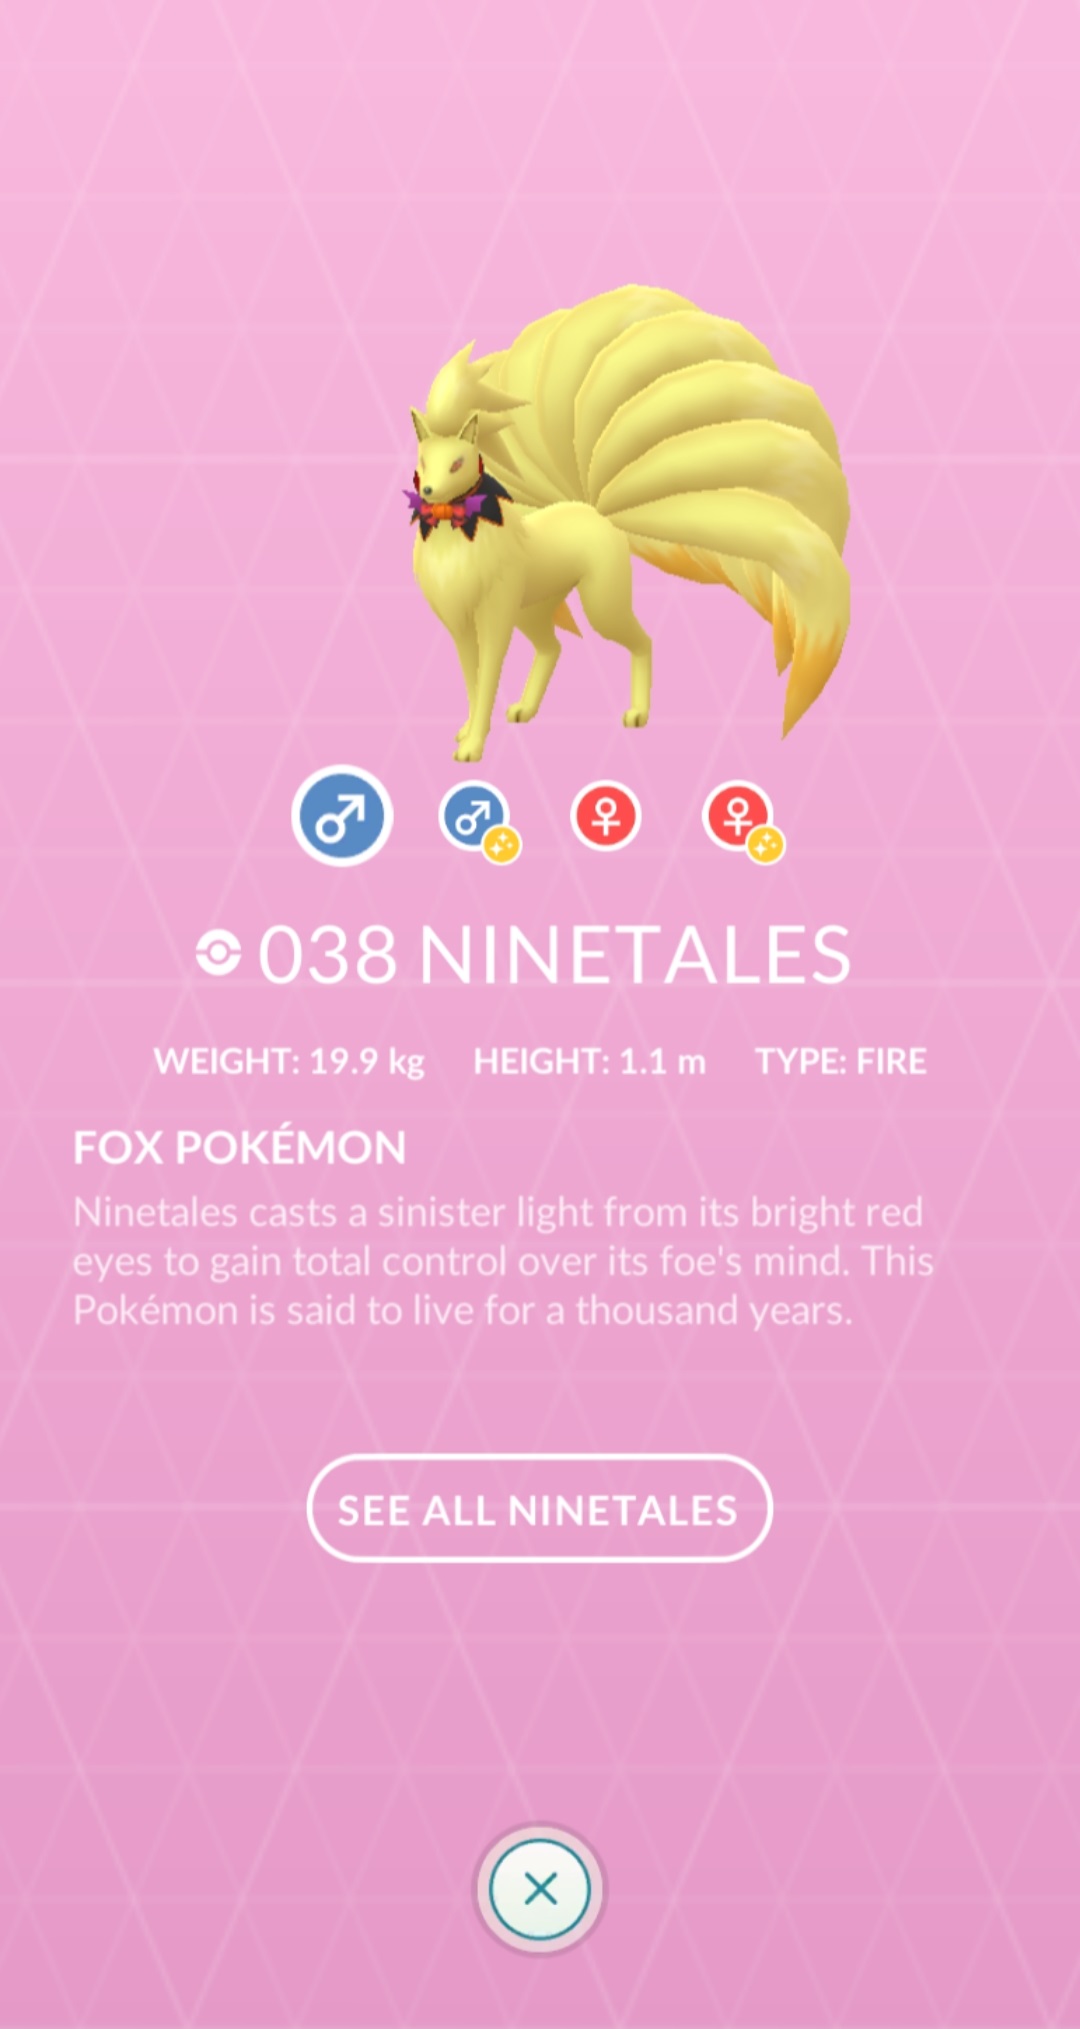 038 NINETALES
WEIGHT: 19.9 kg HEIGHT: 1.1 m TYPE: FIRE
FOX POKÉMON
Ninetales casts a sinister light from its bright red
eyes to gain total control over its foe's mind. This
Pokémon is said to live for a thousand years.
SEE ALL NINETALES